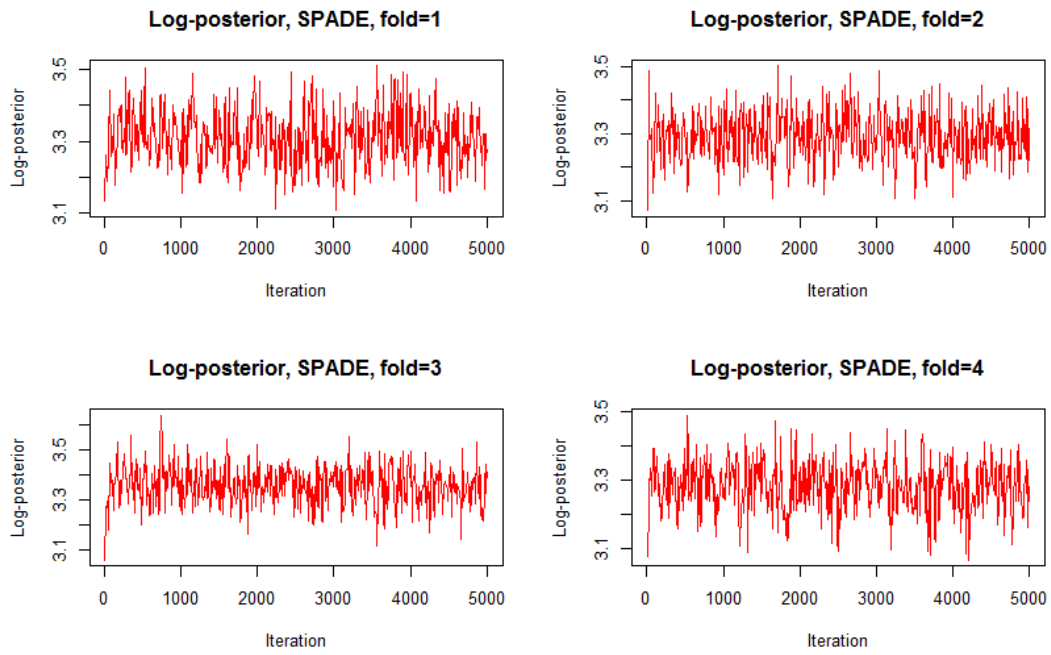 Log-posterior, SPADE, fold=1
Log-posterior
3.5
3.3
3.1
0 1000 2000 3000 4000 5000
Iteration
Log-posterior, SPADE, fold=2
Log-posterior
3.5
3.3
3.1
0 1000 2000 3000 4000 5000
Iteration
Log-posterior, SPADE, fold=3
Log-posterior
3.5
3.3
3.1
0 1000 2000 3000 4000 5000
Iteration
Log-posterior, SPADE, fold=4
Log-posterior
3.5
3.3
3.1
0 1000 2000 3000 4000 5000
Iteration